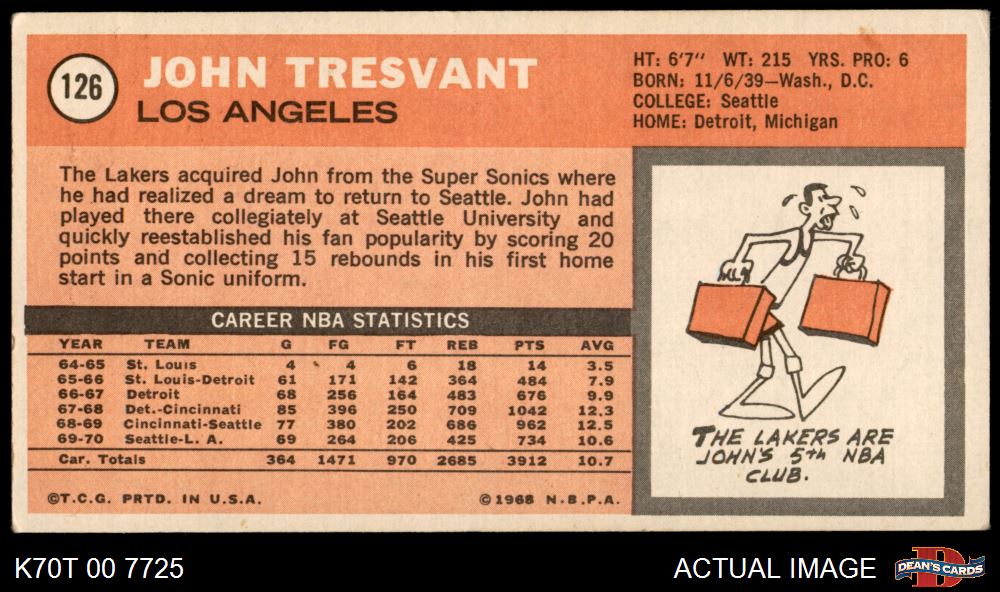 126
JOHN TRESVANT
LOS ANGELES
HT: 6'7" WT: 215 YRS. PRO: 6
BORN: 11/6/39—Wash., D.C.
COLLEGE: Seattle
HOME: Detroit, Michigan
The Lakers acquired John from the Super Sonics where
he had realized a dream to return to Seattle. John had
played there collegiately at Seattle University and
quickly reestablished his fan popularity by scoring 20
points and collecting 15 rebounds in his first home
start in a Sonic uniform.
CAREER NBA STATISTICS
YEAR TEAM G FG FT REB PTS AVG
64-65 St. Louis 4 4 6 18 14 3.5
65-66 St. Louis-Detroit 61 171 142 364 484 7.9
66-67 Detroit 68 256 164 483 676 9.9
67-68 Det.-Cincinnati 85 396 250 709 1042 12.3
68-69 Cincinnati-Seattle 77 380 202 686 962 12.5
69-70 Seattle-L. A. 69 264 206 425 734 10.6
Car. Totals 364 1471 970 2685 3912 10.7
©T.C.G. PRTD. IN U.S.A. ©1968 N.B.P.A.
THE LAKERS ARE
JOHN'S 5th NBA
CLUB.
K70T 00 7725
ACTUAL IMAGE
D
DEAN'S CARDS